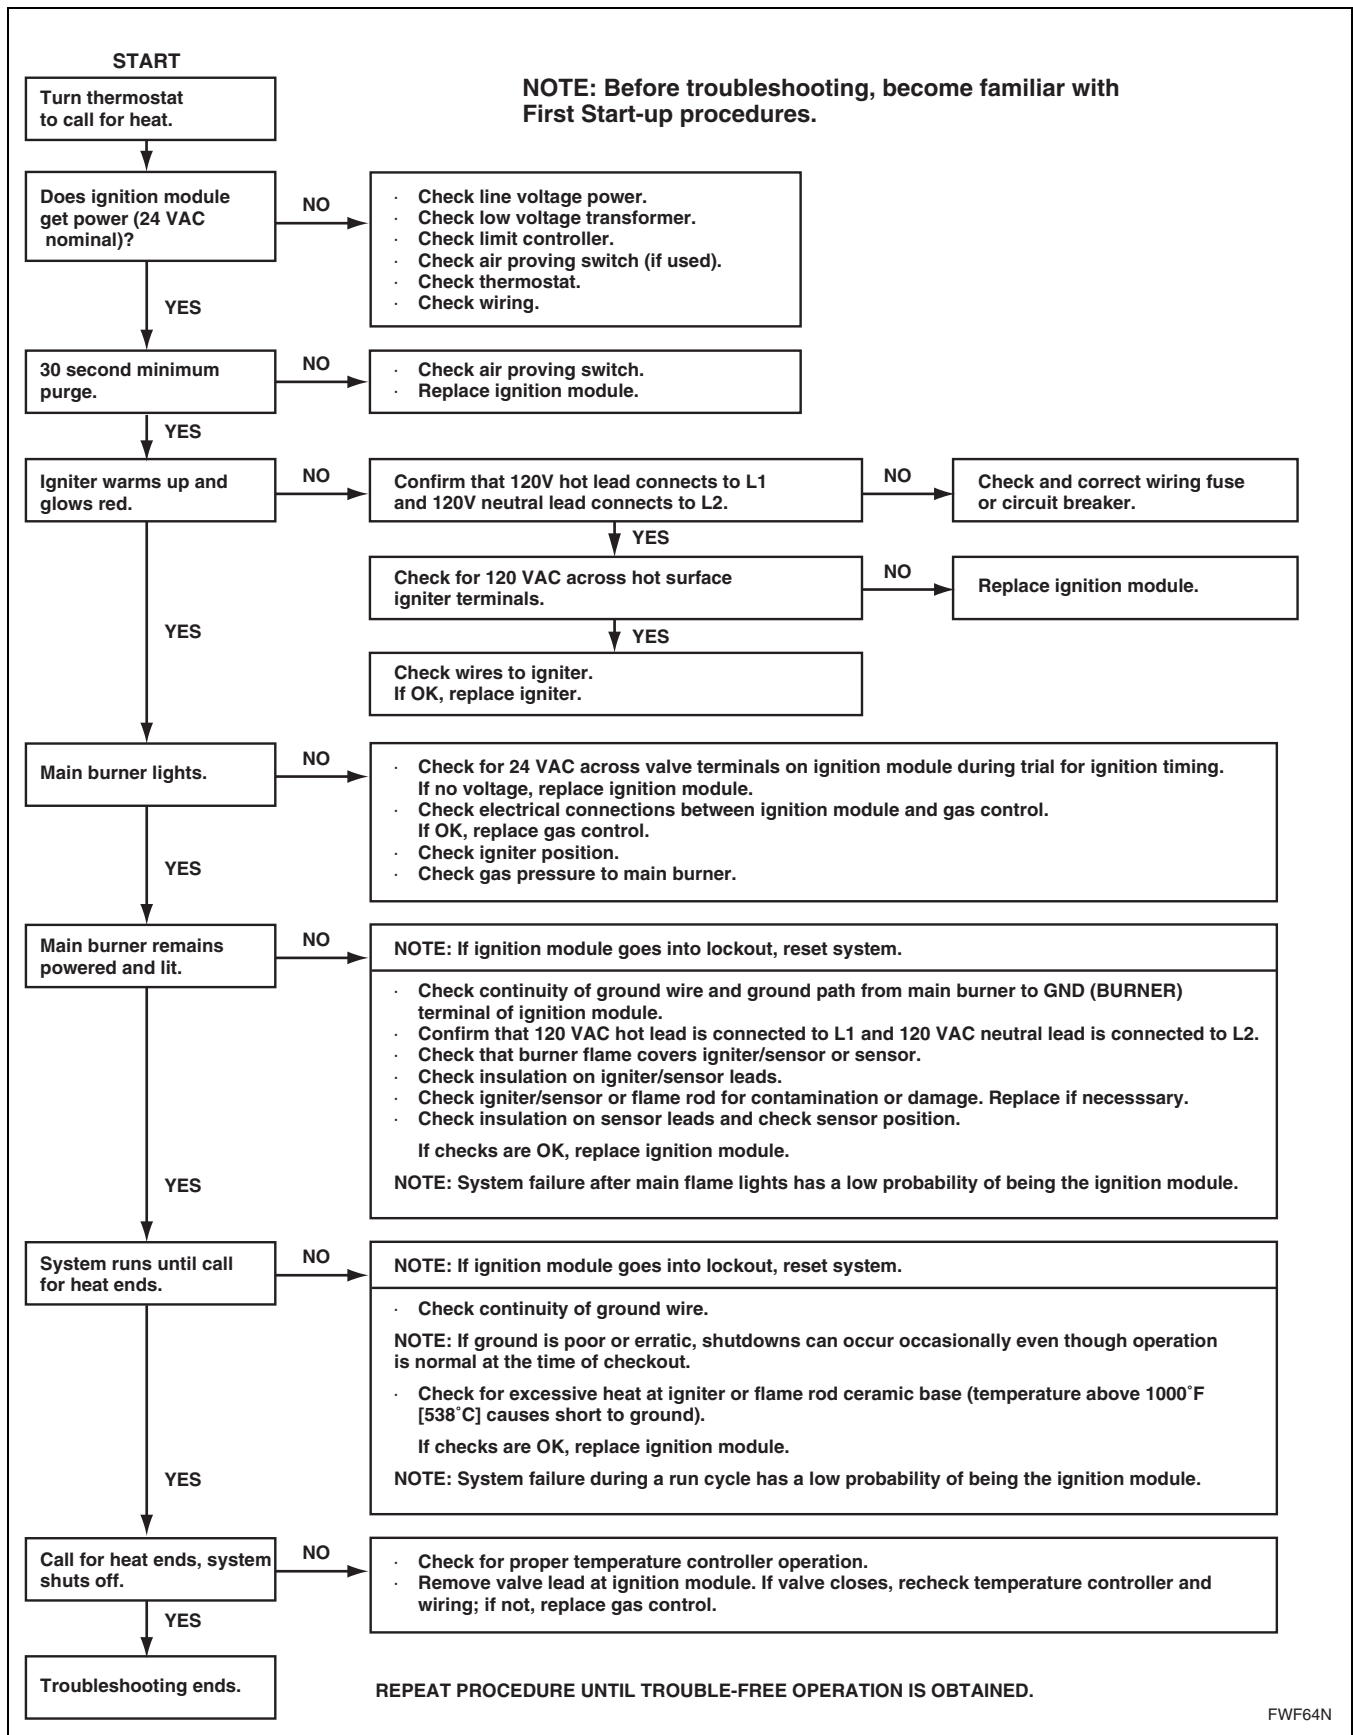 START
NOTE: Before troubleshooting, become familiar with
First Start-up procedures.
Turn thermostat
to call for heat.
Does ignition module
get power (24 VAC
nominal)?
NO
· Check line voltage power.
· Check low voltage transformer.
· Check limit controller.
· Check air proving switch (if used).
· Check thermostat.
· Check wiring.
YES
30 second minimum
purge.
NO
· Check air proving switch.
· Replace ignition module.
YES
Igniter warms up and
glows red.
NO
Confirm that 120V hot lead connects to L1
and 120V neutral lead connects to L2.
NO
Check and correct wiring fuse
or circuit breaker.
YES
Check for 120 VAC across hot surface
igniter terminals.
NO
Replace ignition module.
YES
YES
Check wires to igniter.
If OK, replace igniter.
Main burner lights.
NO
· Check for 24 VAC across valve terminals on ignition module during trial for ignition timing.
If no voltage, replace ignition module.
· Check electrical connections between ignition module and gas control.
If OK, replace gas control.
· Check igniter position.
· Check gas pressure to main burner.
YES
Main burner remains
powered and lit.
NO
NOTE: If ignition module goes into lockout, reset system.
· Check continuity of ground wire and ground path from main burner to GND (BURNER)
terminal of ignition module.
· Confirm that 120 VAC hot lead is connected to L1 and 120 VAC neutral lead is connected to L2.
· Check that burner flame covers igniter/sensor or sensor.
· Check insulation on igniter/sensor leads.
· Check igniter/sensor or flame rod for contamination or damage. Replace if necesssary.
· Check insulation on sensor leads and check sensor position.
If checks are OK, replace ignition module.
NOTE: System failure after main flame lights has a low probability of being the ignition module.
YES
System runs until call
for heat ends.
NO
NOTE: If ignition module goes into lockout, reset system.
· Check continuity of ground wire.
NOTE: If ground is poor or erratic, shutdowns can occur occasionally even though operation
is normal at the time of checkout.
· Check for excessive heat at igniter or flame rod ceramic base (temperature above 1000˚F
[538˚C] causes short to ground).
If checks are OK, replace ignition module.
NOTE: System failure during a run cycle has a low probability of being the ignition module.
YES
Call for heat ends, system
shuts off.
NO
· Check for proper temperature controller operation.
· Remove valve lead at ignition module. If valve closes, recheck temperature controller and
wiring; if not, replace gas control.
YES
Troubleshooting ends.
REPEAT PROCEDURE UNTIL TROUBLE-FREE OPERATION IS OBTAINED.
FWF64N